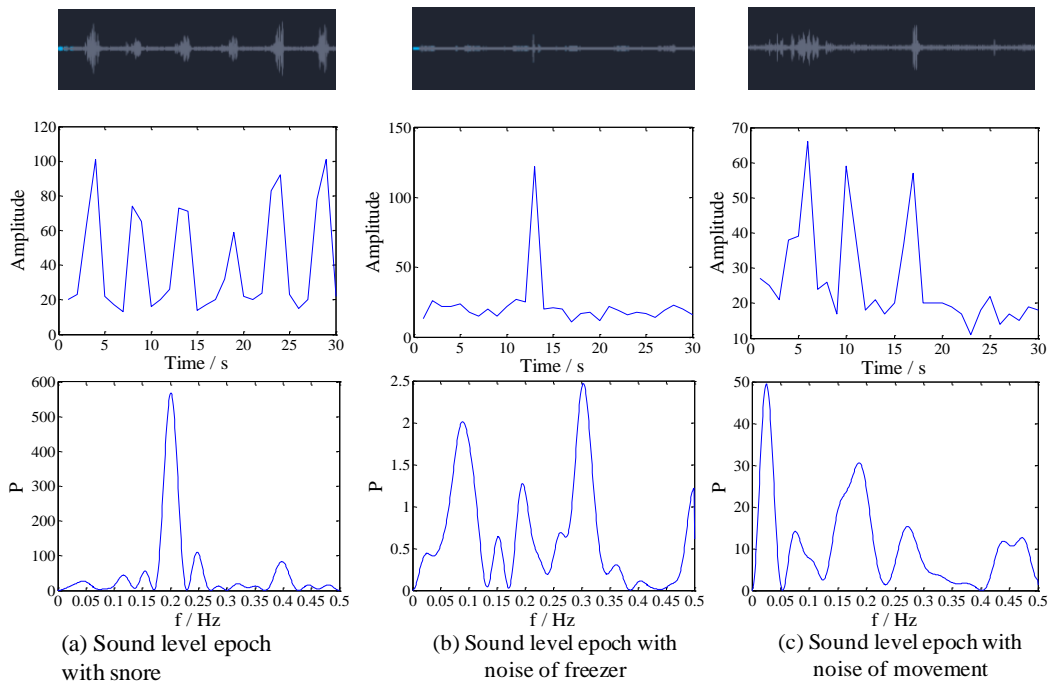 120
100
80
60
40
20
0
Amplitude
0 5 10 15 20 25 30
Time / s
150
100
50
0
Amplitude
0 5 10 15 20 25 30
Time / s
70
60
50
40
30
20
10
Amplitude
0 5 10 15 20 25 30
Time / s
600
500
400
300
200
100
0
P
0 0.05 0.1 0.15 0.2 0.25 0.3 0.35 0.4 0.45 0.5
f / Hz
2.5
2
1.5
1
0.5
0
P
0 0.05 0.1 0.15 0.2 0.25 0.3 0.35 0.4 0.45 0.5
f / Hz
50
40
30
20
10
0
P
0 0.05 0.1 0.15 0.2 0.25 0.3 0.35 0.4 0.45 0.5
f / Hz
(a) Sound level epoch
with snore
(b) Sound level epoch with
noise of freezer
(c) Sound level epoch with
noise of movement